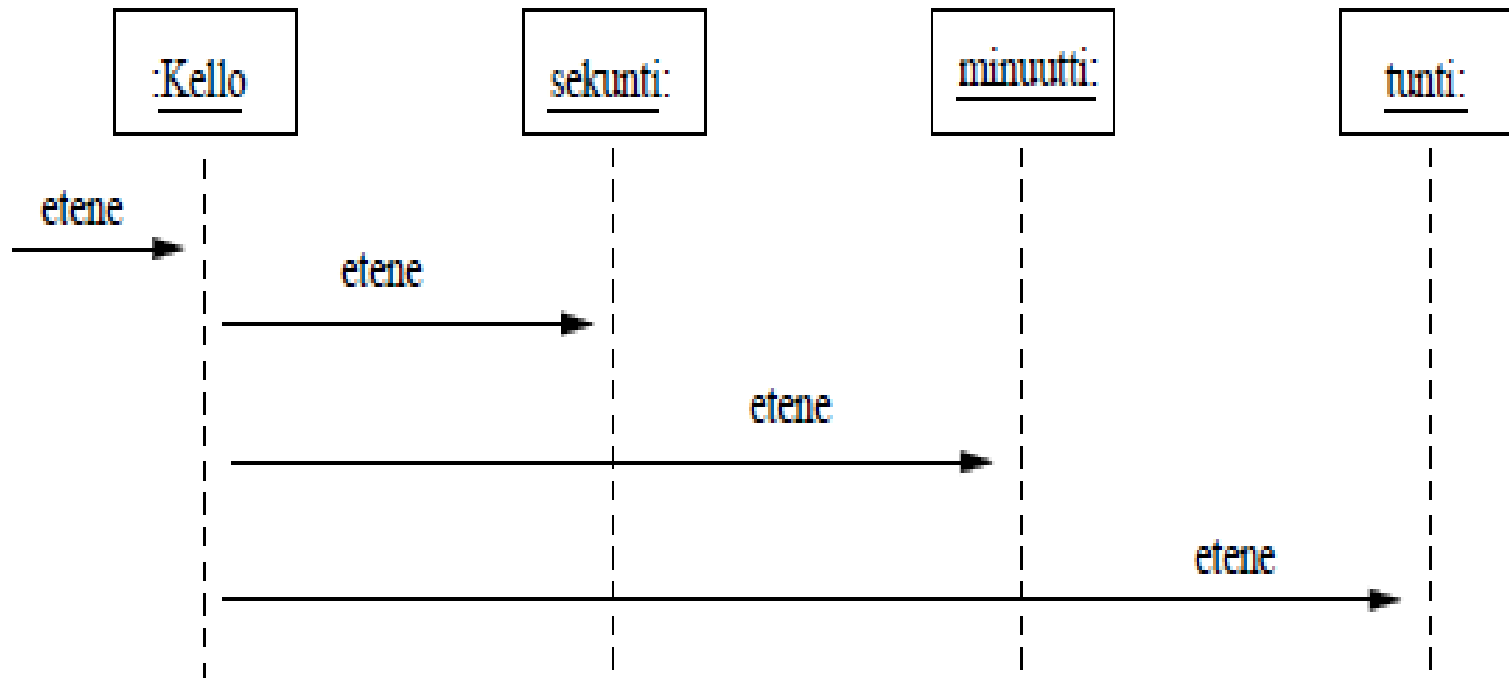 :Kello
sekunti:
minuutti:
tunti:
etene
etene
etene
etene